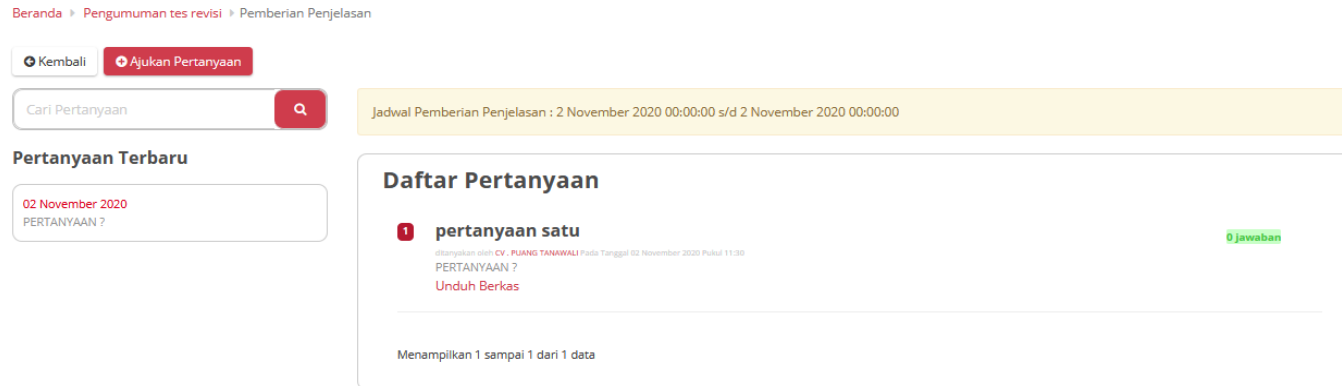 Beranda Pengumuman tes revisi Pemberian Penjelasan
Kembali Ajukan Pertanyaan
Cari Pertanyaan
Jadwal Pemberian Penjelasan : 2 November 2020 00:00:00 s/d 2 November 2020 00:00:00
Pertanyaan Terbaru
02 November 2020
PERTANYAAN ?
Daftar Pertanyaan
1 pertanyaan satu 0 jawaban
ditanyakan oleh CV . PUANG TANAWALI Pada Tanggal 02 November 2020 Pukul 11:30
PERTANYAAN ?
Unduh Berkas
Menampilkan 1 sampai 1 dari 1 data